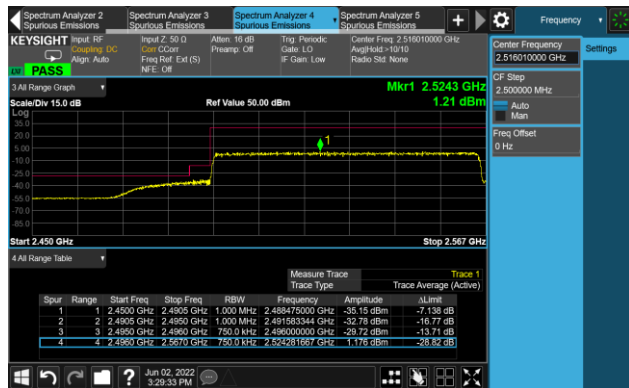 Spectrum Analyzer 2
Spurious Emissions
Spectrum Analyzer 3
Spurious Emissions
Spectrum Analyzer 4
Spurious Emissions
Spectrum Analyzer 5
Spurious Emissions
+
Frequency
KEYSIGHT
Input: RF
Coupling: DC
Align: Auto
Input Z: 50 Ω
Corr CCorr
Freq Ref: Ext (S)
NFE: Off
Atten: 16 dB
Preamp: Off
Trig: Periodic
Gate: LO
IF Gain: Low
Center Freq: 2.516010000 GHz
Avg|Hold:>10/10
Radio Std: None
PASS
Center Frequency
2.516010000 GHz
Settings
CF Step
2.500000 MHz
Auto
Man
Freq Offset
0 Hz
3 All Range Graph
Mkr1 2.5243 GHz
1.21 dBm
Scale/Div 15.0 dB
Ref Value 50.00 dBm
Log
35.0
20.0
5.00
-10.0
-25.0
-40.0
-55.0
-70.0
-85.0
1
Start 2.450 GHz
Stop 2.567 GHz
4 All Range Table
Measure Trace Trace 1
Trace Type Trace Average (Active)
Spur Range Start Freq Stop Freq RBW Frequency Amplitude ΔLimit
1 1 2.4500 GHz 2.4905 GHz 1.000 MHz 2.488475000 GHz -35.15 dBm -7.138 dB
2 2 2.4905 GHz 2.4950 GHz 1.000 MHz 2.491583344 GHz -32.78 dBm -16.77 dB
3 3 2.4950 GHz 2.4960 GHz 750.0 kHz 2.496000000 GHz -29.72 dBm -13.71 dB
4 4 2.4960 GHz 2.5670 GHz 750.0 kHz 2.524281667 GHz 1.176 dBm -28.82 dB
?
Jun 02, 2022
3:29:33 PM